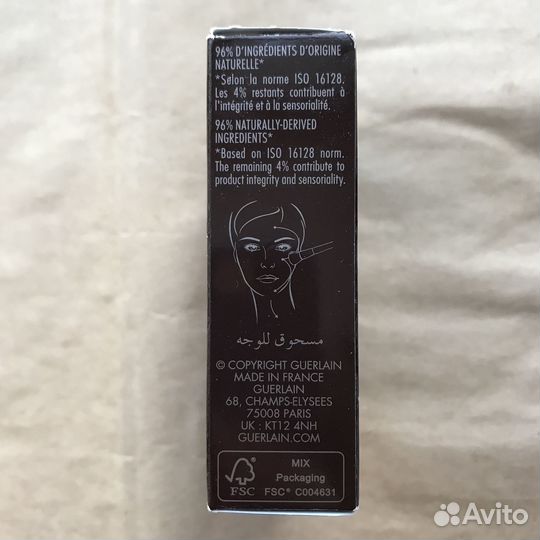 96% D'INGRÉDIENTS D'ORIGINE
NATURELLE*
*Selon la norme ISO 16128.
Les 4% restants contribuent à
l'intégrité et à la sensorialité.
96% NATURALLY-DERIVED
INGREDIENTS*
*Based on ISO 16128 norm.
The remaining 4% contribute to
product integrity and sensoriality.
مسحوق للوجه
© COPYRIGHT GUERLAIN
MADE IN FRANCE
GUERLAIN
68, CHAMPS-ELYSEES
75008 PARIS
UK : KT12 4NH
GUERLAIN.COM
FSC
MIX
Packaging
FSC® C004631
Avito